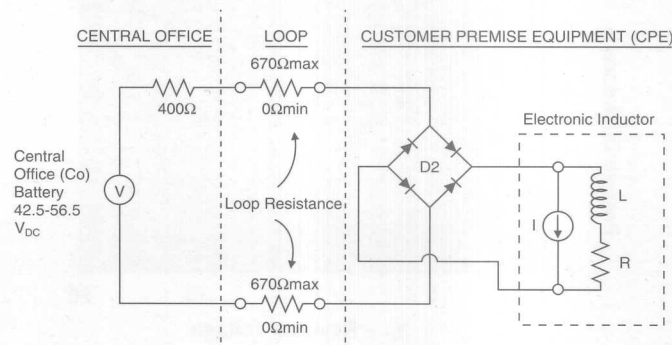 CENTRAL OFFICE
LOOP
CUSTOMER PREMISE EQUIPMENT (CPE)
670Ωmax
400Ω
0Ωmin
Electronic Inductor
D2
Central
Office (Co)
Battery
42.5-56.5
VDC
V
Loop Resistance
I
L
R
670Ωmax
0Ωmin